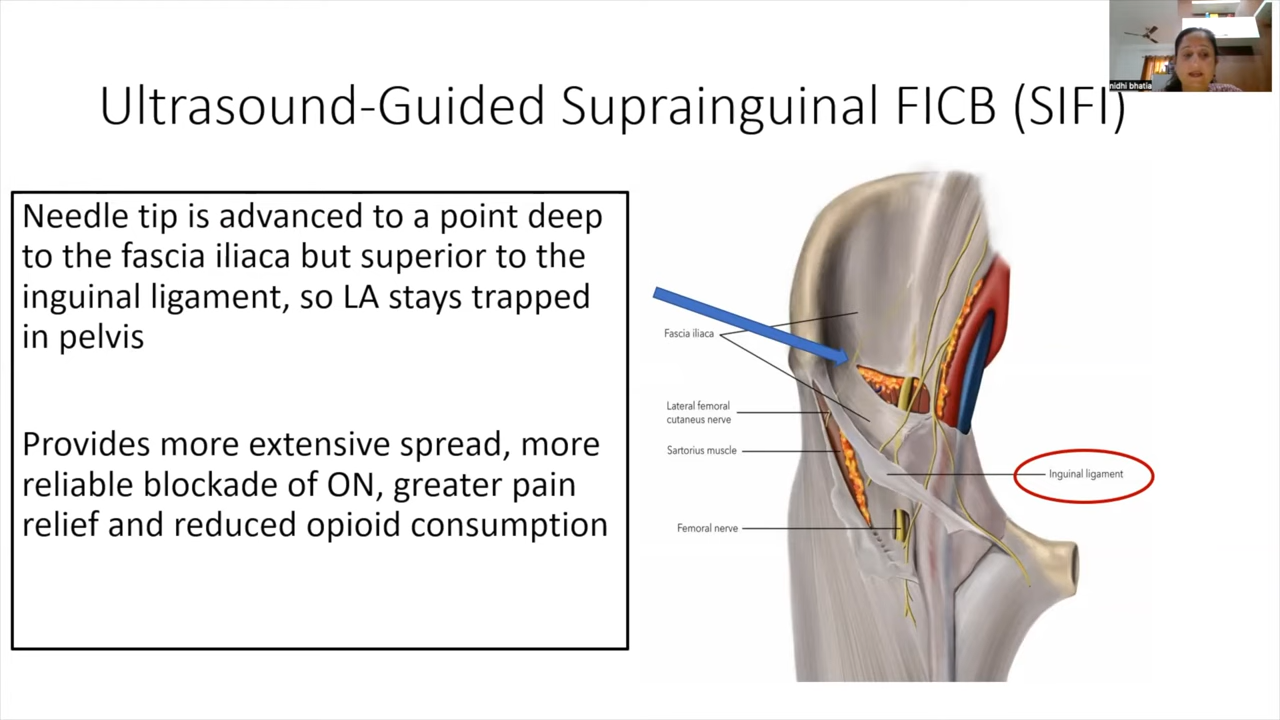 nidhi bhatia
Ultrasound-Guided Suprainguinal FICB (SIFI)
Needle tip is advanced to a point deep
to the fascia iliaca but superior to the
inguinal ligament, so LA stays trapped
in pelvis
Provides more extensive spread, more
reliable blockade of ON, greater pain
relief and reduced opioid consumption
Fascia iliaca
Lateral femoral
cutaneus nerve
Sartorius muscle
Inguinal ligament
Femoral nerve